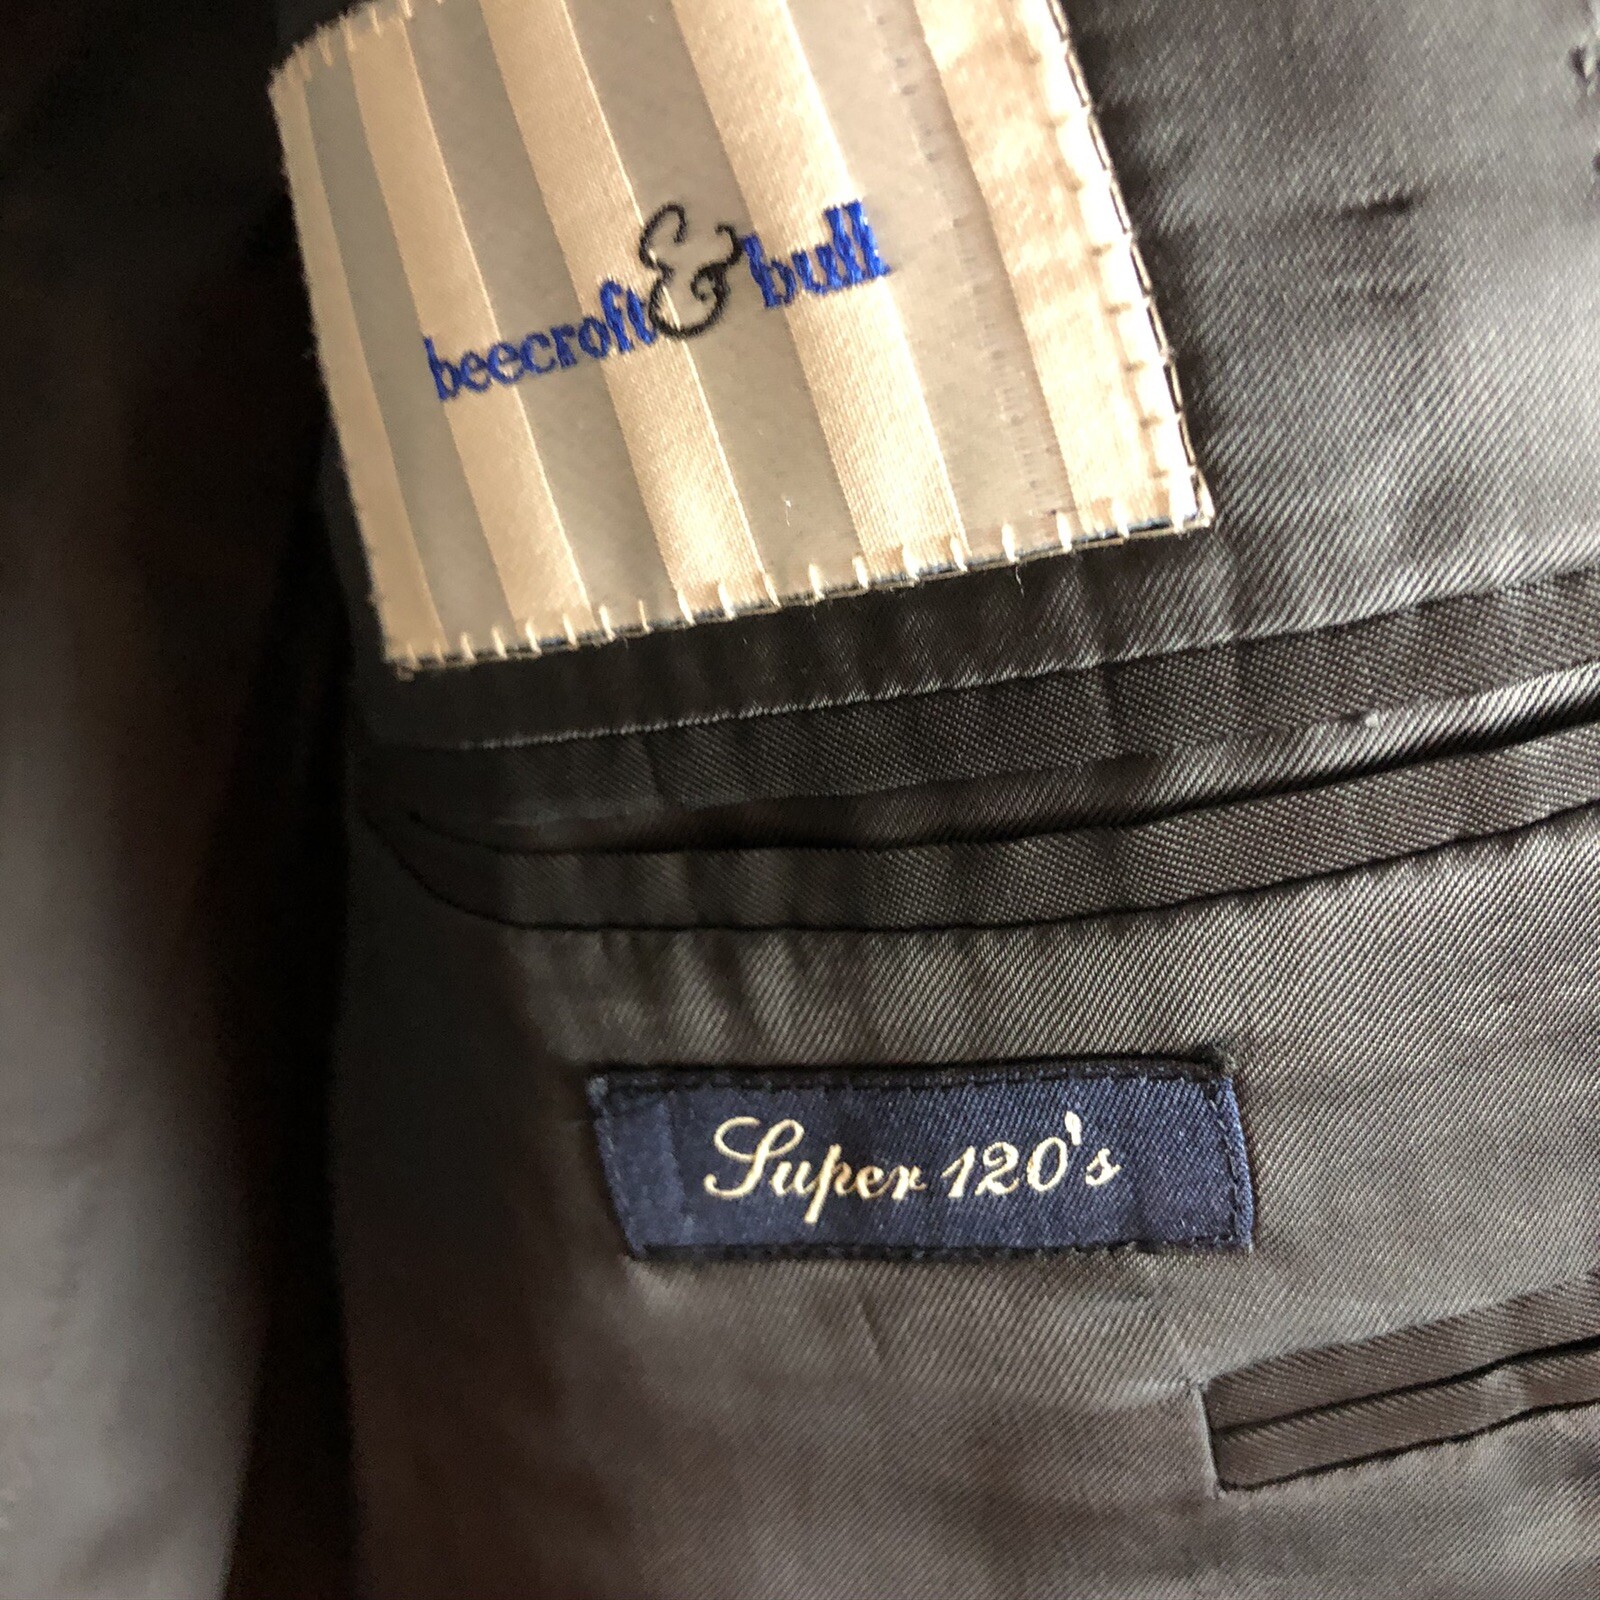 beecroft & bull
Super 120's